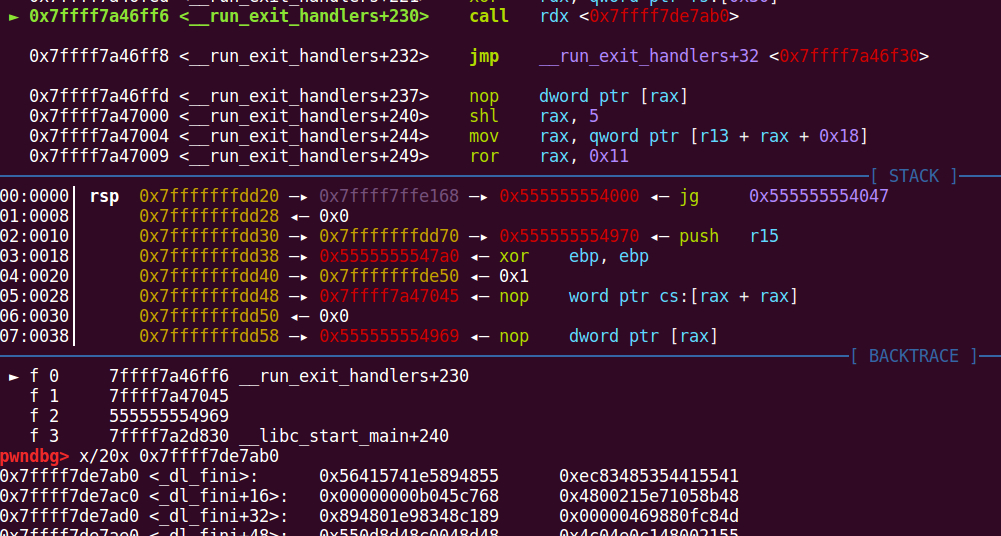 ► 0x7ffff7a46ff6 <__run_exit_handlers+230> call rdx <0x7ffff7de7ab0>
0x7ffff7a46ff8 <__run_exit_handlers+232> jmp __run_exit_handlers+32 <0x7ffff7a46f30>
0x7ffff7a46ffd <__run_exit_handlers+237> nop dword ptr [rax]
0x7ffff7a47000 <__run_exit_handlers+240> shl rax, 5
0x7ffff7a47004 <__run_exit_handlers+244> mov rax, qword ptr [r13 + rax + 0x18]
0x7ffff7a47009 <__run_exit_handlers+249> ror rax, 0x11
[ STACK ]
00:0000│ rsp 0x7fffffffdd20 —▸ 0x7ffff7ffe168 —▸ 0x555555554000 ◂— jg 0x555555554047
01:0008│ 0x7fffffffdd28 ◂— 0x0
02:0010│ 0x7fffffffdd30 —▸ 0x7fffffffdd70 —▸ 0x555555554970 ◂— push r15
03:0018│ 0x7fffffffdd38 —▸ 0x5555555547a0 ◂— xor ebp, ebp
04:0020│ 0x7fffffffdd40 —▸ 0x7fffffffde50 ◂— 0x1
05:0028│ 0x7fffffffdd48 —▸ 0x7ffff7a47045 ◂— nop word ptr cs:[rax + rax]
06:0030│ 0x7fffffffdd50 ◂— 0x0
07:0038│ 0x7fffffffdd58 —▸ 0x555555554969 ◂— nop dword ptr [rax]
[ BACKTRACE ]
► f 0 7ffff7a46ff6 __run_exit_handlers+230
f 1 7ffff7a47045
f 2 555555554969
f 3 7ffff7a2d830 __libc_start_main+240
pwndbg> x/20x 0x7ffff7de7ab0
0x7ffff7de7ab0 <_dl_fini>: 0x56415741e5894855 0xec83485354415541
0x7ffff7de7ac0 <_dl_fini+16>: 0x00000000b045c768 0x4800215e71058b48
0x7ffff7de7ad0 <_dl_fini+32>: 0x894801e98348c189 0x00000469880fc84d